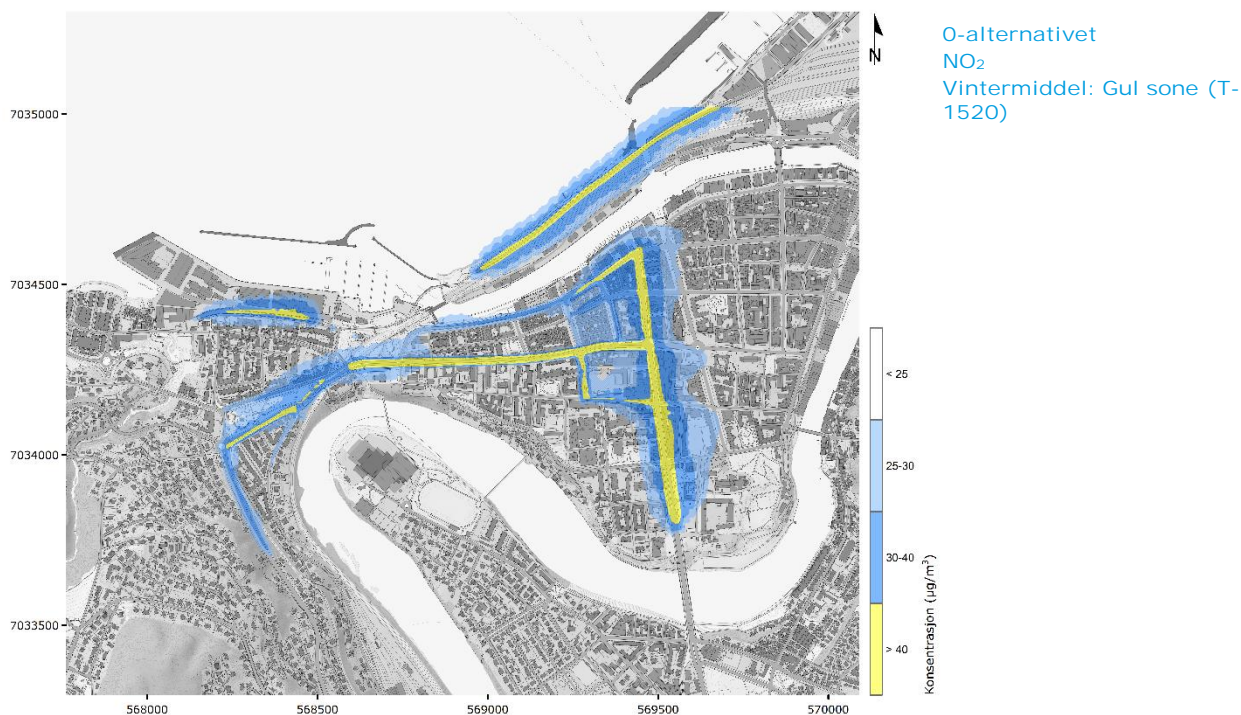 0-alternativet
NO₂
Vintermiddel: Gul sone (T-
1520)
N
7035000
7034500
7034000
7033500
568000
568500
569000
569500
570000
< 25
25-30
30-40
> 40
Konsentrasjon (µg/m³)